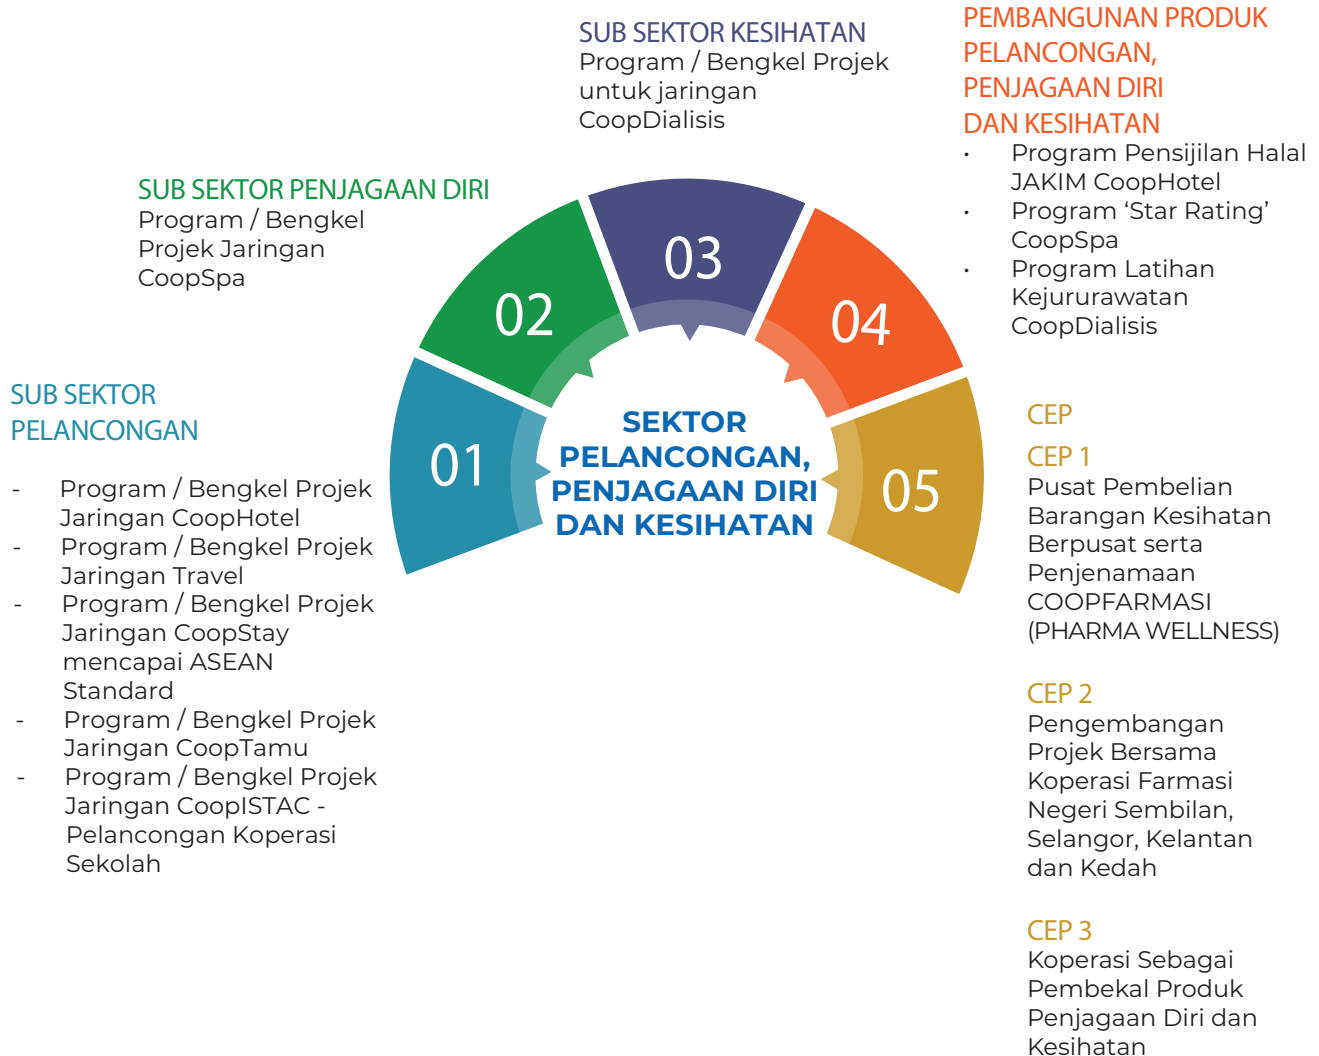 SUB SEKTOR PELANCONGAN
- Program / Bengkel Projek
Jaringan CoopHotel
- Program / Bengkel Projek
Jaringan Travel
- Program / Bengkel Projek
Jaringan CoopStay
mencapai ASEAN
Standard
- Program / Bengkel Projek
Jaringan CoopTamu
- Program / Bengkel Projek
Jaringan CoopISTAC -
Pelancongan Koperasi
Sekolah
SUB SEKTOR PENJAGAAN DIRI
Program / Bengkel
Projek Jaringan
CoopSpa
SUB SEKTOR KESIHATAN
Program / Bengkel Projek
untuk jaringan
CoopDialisis
PEMBANGUNAN PRODUK
PELANCONGAN,
PENJAGAAN DIRI
DAN KESIHATAN
• Program Pensijilan Halal
JAKIM CoopHotel
• Program ‘Star Rating’
CoopSpa
• Program Latihan
Kejururawatan
CoopDialisis
CEP
CEP 1
Pusat Pembelian
Barangan Kesihatan
Berpusat serta
Penjenamaan
COOPFARMASI
(PHARMA WELLNESS)
CEP 2
Pengembangan
Projek Bersama
Koperasi Farmasi
Negeri Sembilan,
Selangor, Kelantan
dan Kedah
CEP 3
Koperasi Sebagai
Pembekal Produk
Penjagaan Diri dan
Kesihatan
01
02
03
04
05
SEKTOR
PELANCONGAN,
PENJAGAAN DIRI
DAN KESIHATAN